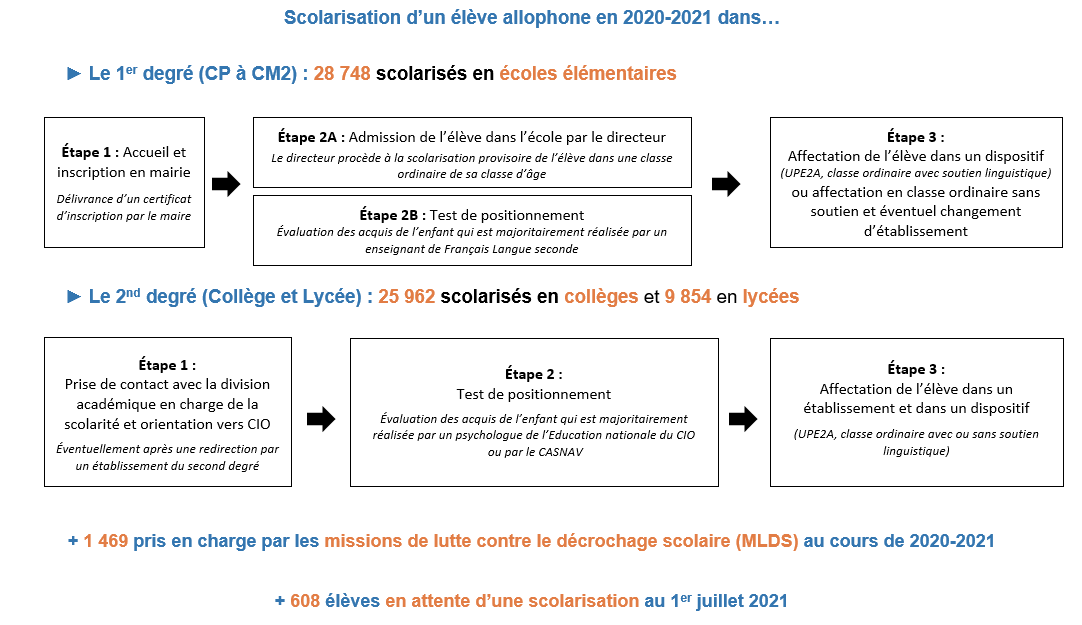 Scolarisation d’un élève allophone en 2020-2021 dans…
► Le 1er degré (CP à CM2) : 28 748 scolarisés en écoles élémentaires
Étape 1 : Accueil et
inscription en mairie
Délivrance d’un certificat
d’inscription par le maire
Étape 2A : Admission de l’élève dans l’école par le directeur
Le directeur procède à la scolarisation provisoire de l’élève dans une classe
ordinaire de sa classe d’âge
Étape 2B : Test de positionnement
Évaluation des acquis de l’enfant qui est majoritairement réalisée par un
enseignant de Français Langue seconde
Étape 3 :
Affectation de l’élève dans un dispositif
(UPE2A, classe ordinaire avec soutien linguistique)
ou affectation en classe ordinaire sans
soutien et éventuel changement
d’établissement
► Le 2nd degré (Collège et Lycée) : 25 962 scolarisés en collèges et 9 854 en lycées
Étape 1 :
Prise de contact avec la division
académique en charge de la
scolarité et orientation vers CIO
Éventuellement après une redirection par
un établissement du second degré
Étape 2 :
Test de positionnement
Évaluation des acquis de l’enfant qui est majoritairement
réalisée par un psychologue de l’Education nationale du CIO
ou par le CASNAV
Étape 3 :
Affectation de l’élève dans un
établissement et dans un dispositif
(UPE2A, classe ordinaire avec ou sans soutien
linguistique)
+ 1 469 pris en charge par les missions de lutte contre le décrochage scolaire (MLDS) au cours de 2020-2021
+ 608 élèves en attente d’une scolarisation au 1er juillet 2021